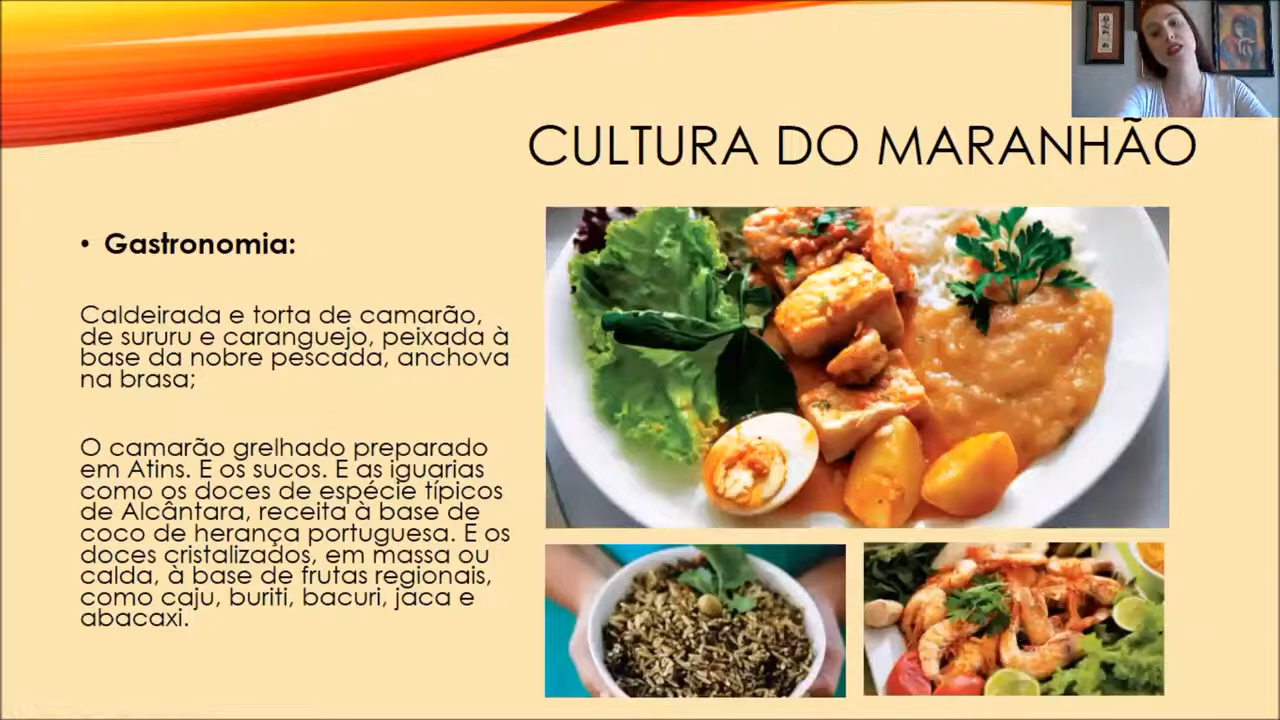 CULTURA DO MARANHÃO
• Gastronomia:
Caldeirada e torta de camarão,
de sururu e caranguejo, peixada à
base da nobre pescada, anchova
na brasa;
O camarão grelhado preparado
em Atins. E os sucos. E as iguarias
como os doces de espécie típicos
de Alcântara, receita à base de
coco de herança portuguesa. E os
doces cristalizados, em massa ou
calda, à base de frutas regionais,
como caju, buriti, bacuri, jaca e
abacaxi.